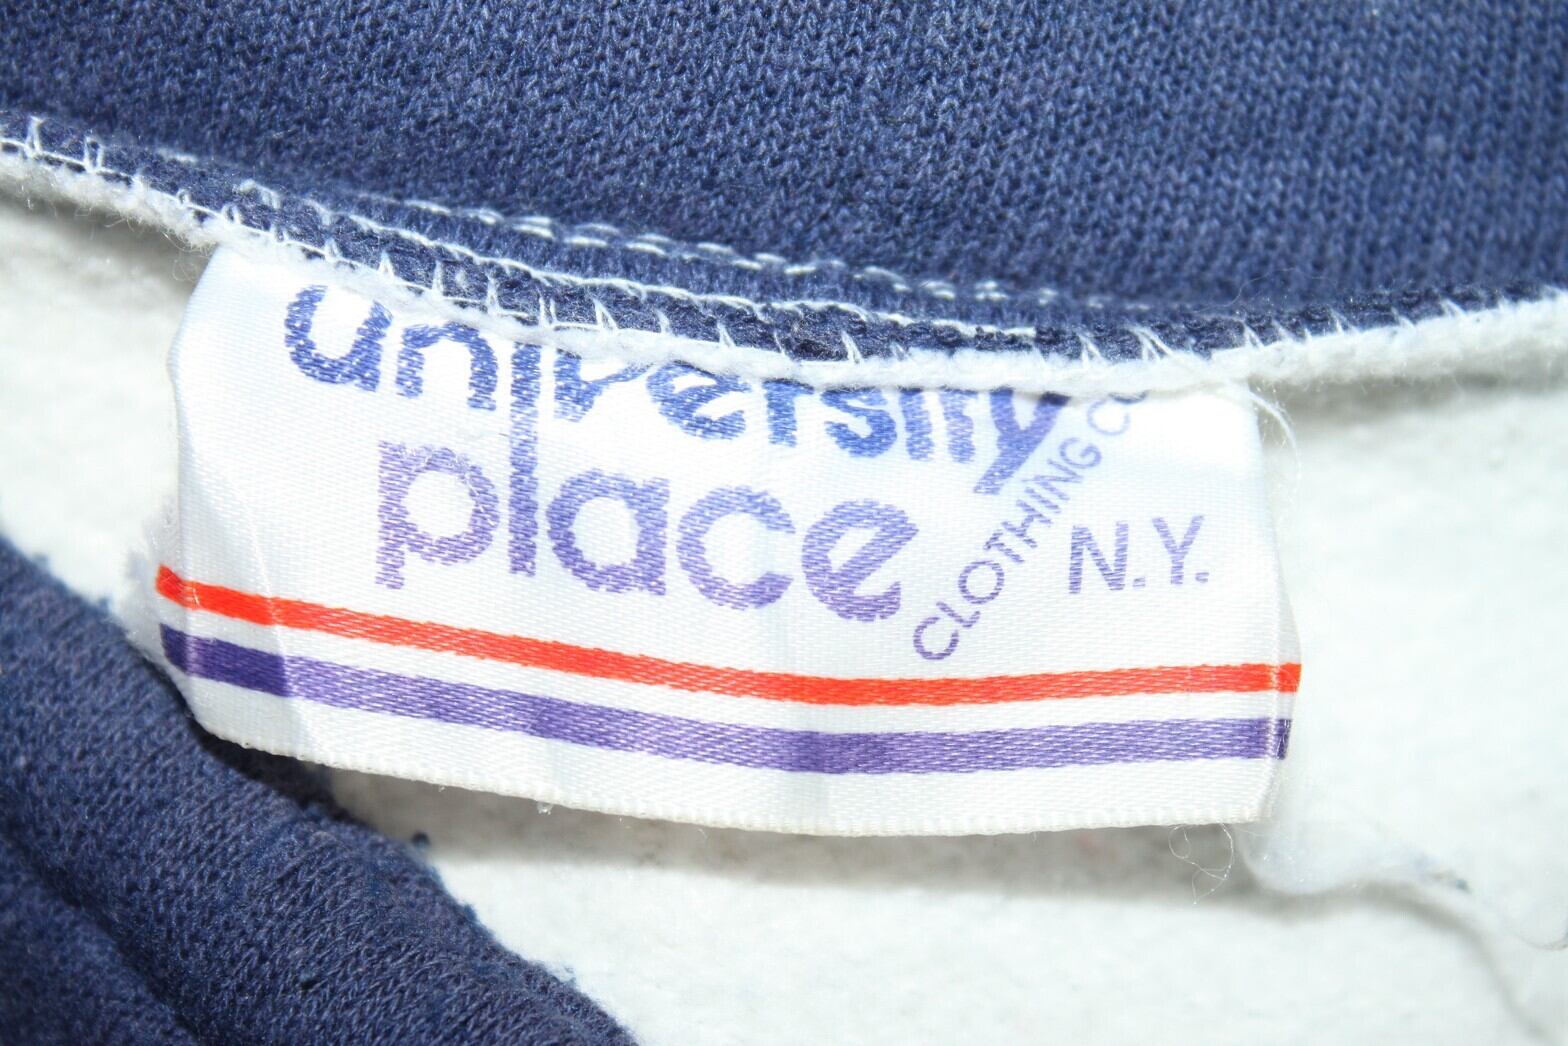 university
place
CLOTHING CO
N.Y.